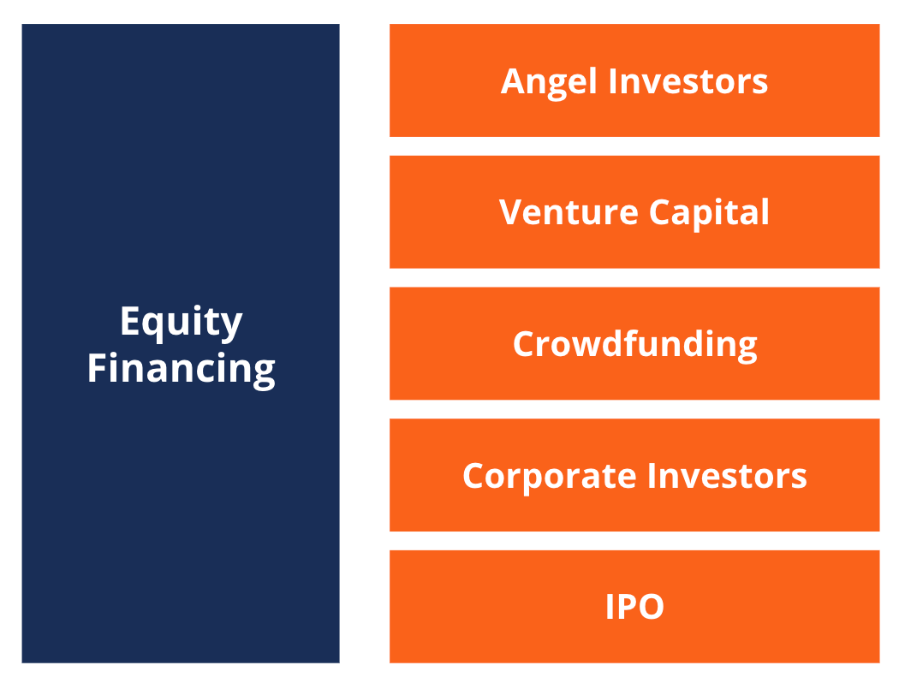 Equity
Financing
Angel Investors
Venture Capital
Crowdfunding
Corporate Investors
IPO